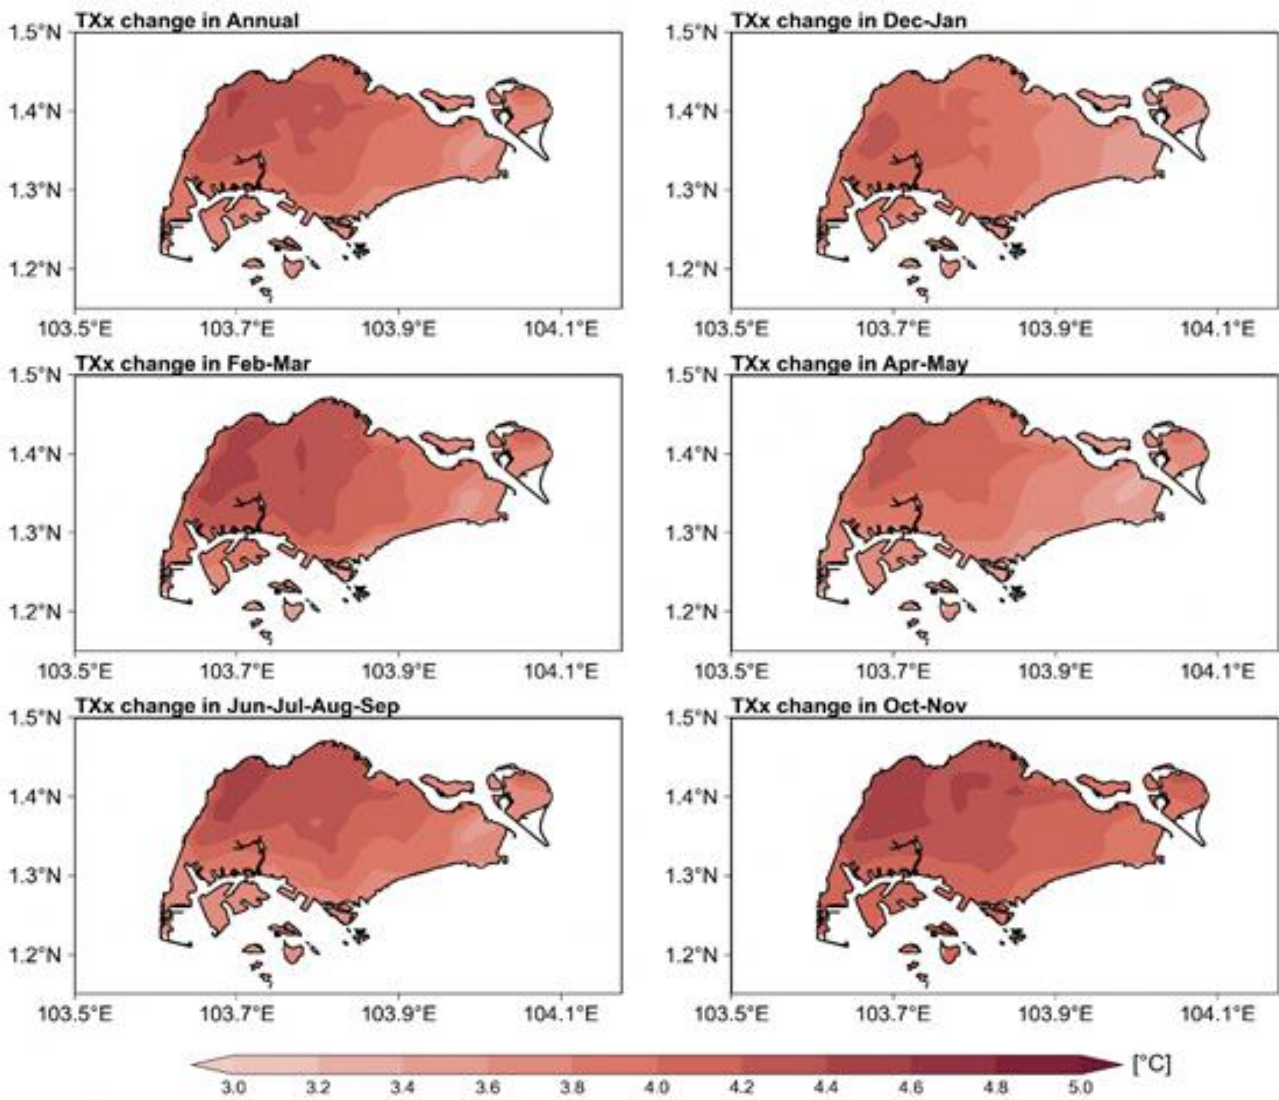 TXx change in Annual
1.5°N
1.4°N
1.3°N
1.2°N
103.5°E 103.7°E 103.9°E 104.1°E
TXx change in Dec-Jan
1.5°N
1.4°N
1.3°N
1.2°N
103.5°E 103.7°E 103.9°E 104.1°E
TXx change in Feb-Mar
1.5°N
1.4°N
1.3°N
1.2°N
103.5°E 103.7°E 103.9°E 104.1°E
TXx change in Apr-May
1.5°N
1.4°N
1.3°N
1.2°N
103.5°E 103.7°E 103.9°E 104.1°E
TXx change in Jun-Jul-Aug-Sep
1.5°N
1.4°N
1.3°N
1.2°N
103.5°E 103.7°E 103.9°E 104.1°E
TXx change in Oct-Nov
1.5°N
1.4°N
1.3°N
1.2°N
103.5°E 103.7°E 103.9°E 104.1°E
[°C]
3.0 3.2 3.4 3.6 3.8 4.0 4.2 4.4 4.6 4.8 5.0